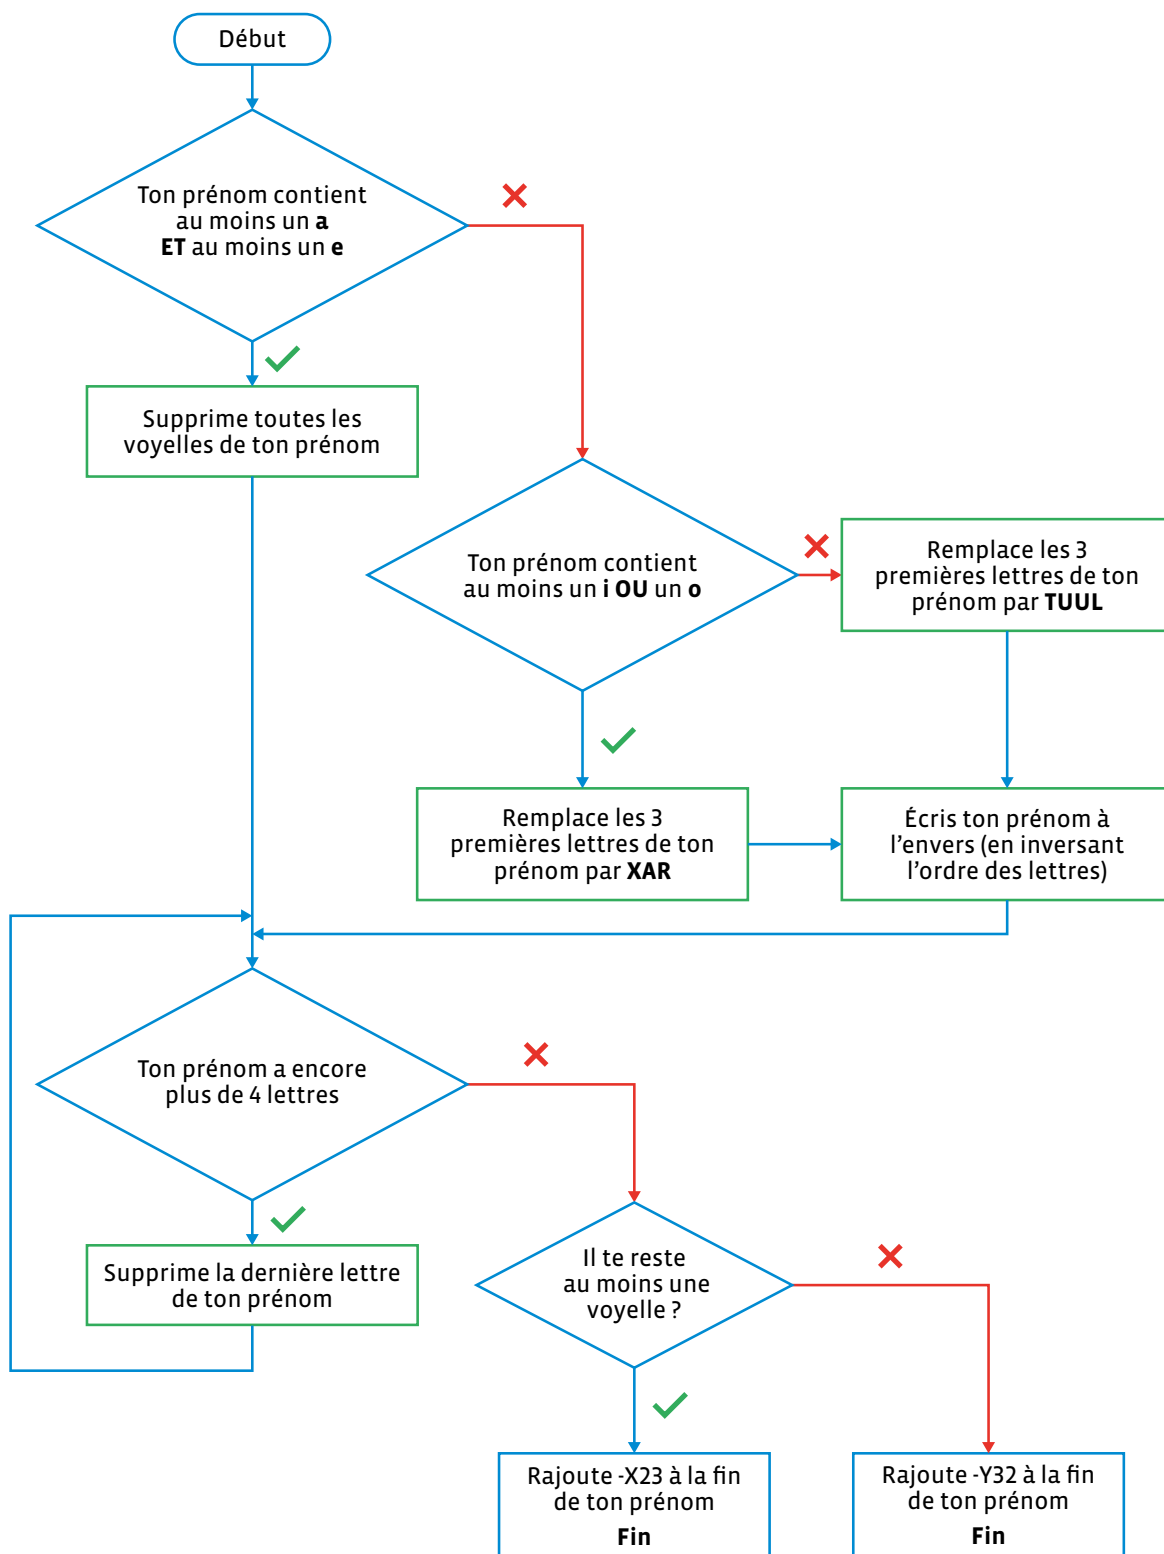 Début
Ton prénom contient
au moins un a
ET au moins un e
Supprime toutes les
voyelles de ton prénom
Ton prénom contient
au moins un i OU un o
Remplace les 3
premières lettres de ton
prénom par TUUL
Remplace les 3
premières lettres de ton
prénom par XAR
Écris ton prénom à
l’envers (en inversant
l’ordre des lettres)
Ton prénom a encore
plus de 4 lettres
Supprime la dernière lettre
de ton prénom
Il te reste
au moins une
voyelle ?
Rajoute -X23 à la fin
de ton prénom
Fin
Rajoute -Y32 à la fin
de ton prénom
Fin